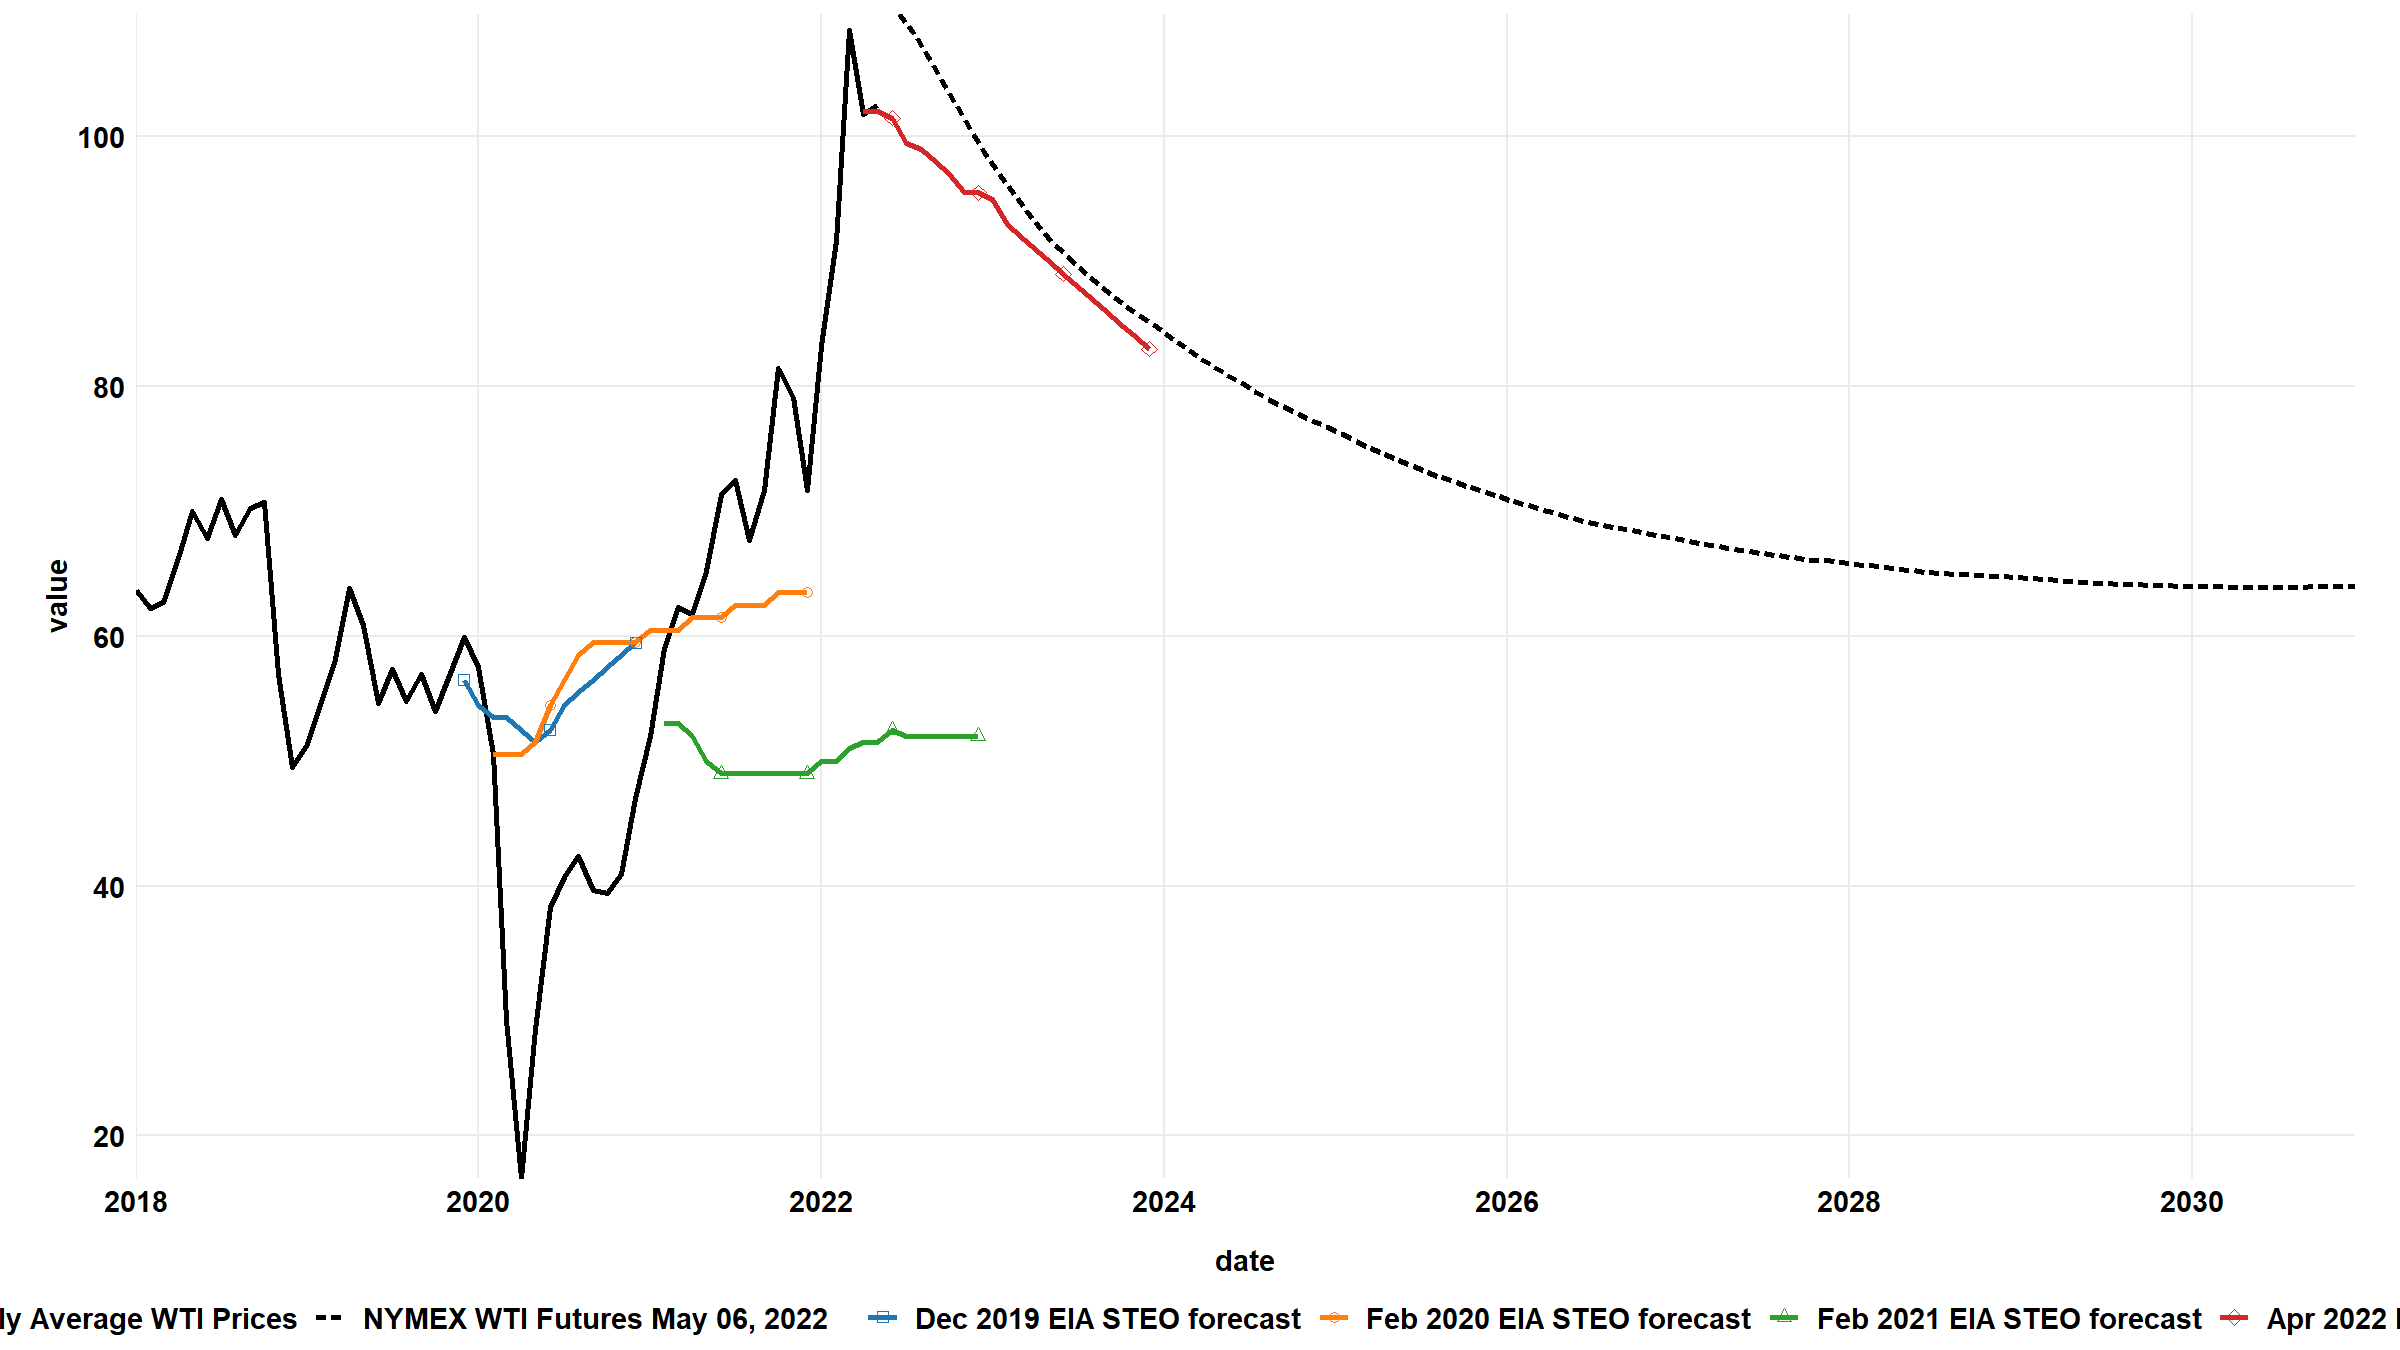 100
80
60
40
20
value
2018 2020 2022 2024 2026 2028 2030
date
ly Average WTI Prices NYMEX WTI Futures May 06, 2022 Dec 2019 EIA STEO forecast Feb 2020 EIA STEO forecast Feb 2021 EIA STEO forecast Apr 2022